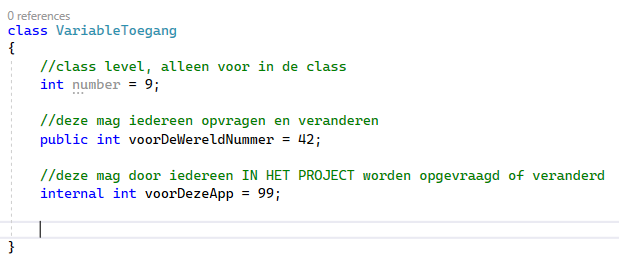 0 references
class VariableToegang
{
//class level, alleen voor in de class
int number = 9;
//deze mag iedereen opvragen en veranderen
public int voorDeWereldNummer = 42;
//deze mag door iedereen IN HET PROJECT worden opgevraagd of veranderd
internal int voorDezeApp = 99;
}